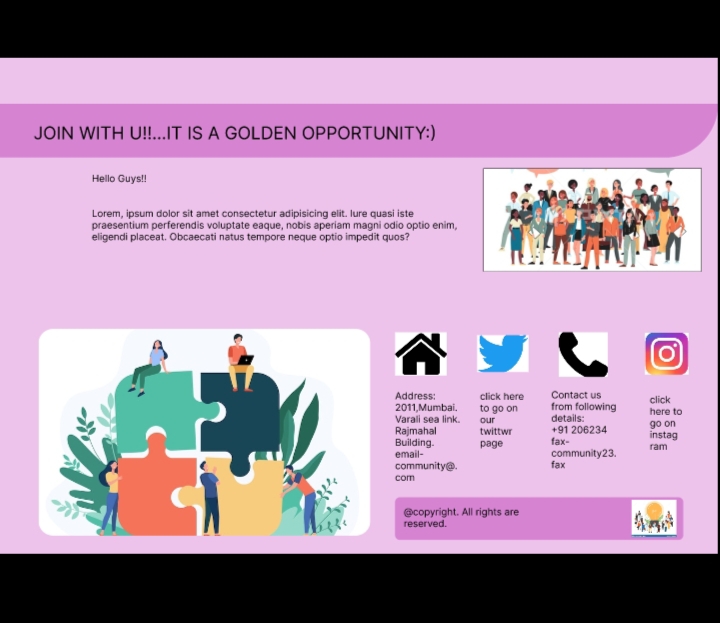 JOIN WITH U!!...IT IS A GOLDEN OPPORTUNITY:)
Hello Guys!!
Lorem, ipsum dolor sit amet consectetur adipisicing elit. Iure quasi iste
praesentium perferendis voluptate eaque, nobis aperiam magni odio optio enim,
eligendi placeat. Obcaecati natus tempore neque optio impedit quos?
Address:
2011,Mumbai.
Varali sea link.
Rajmahal
Building.
email-
community@.
com
click here
to go on
our
twittwr
page
Contact us
from following
details:
+91 206234
fax-
community23.
fax
click
here to
go on
instag
ram
@copyright. All rights are
reserved.